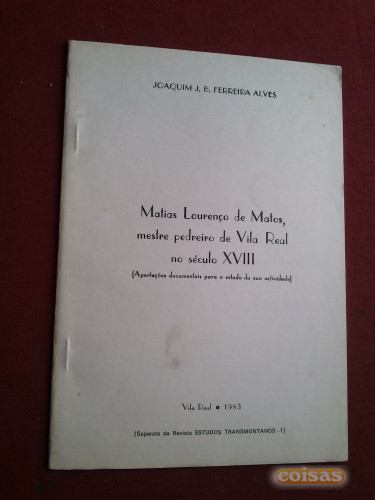 JOAQUIM J. B. FERREIRA ALVES
Matias Lourenço de Matos,
mestre pedreiro de Vila Real
no século XVIII
(Aportações documentais para o estudo da sua actividade)
Vila Real • 1983
(Separata da Revista ESTUDOS TRANSMONTANOS - 1)
coisas